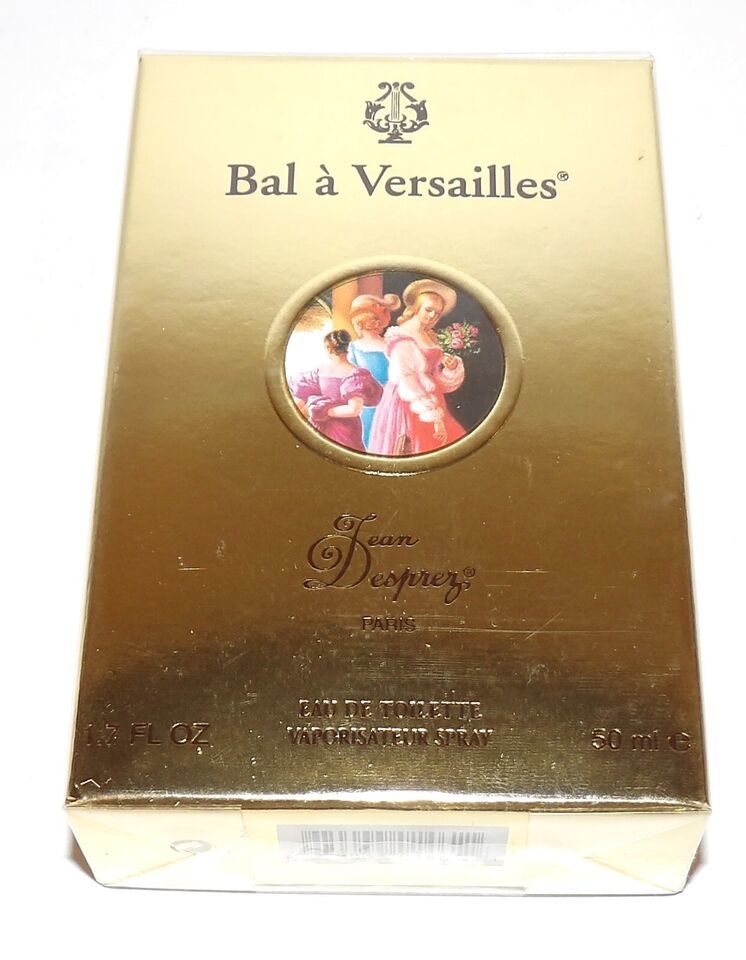 Bal à Versailles®
Jean
Desprez®
PARIS
EAU DE TOILETTE
1.7 FL OZ VAPORISATEUR SPRAY 50 ml ℮